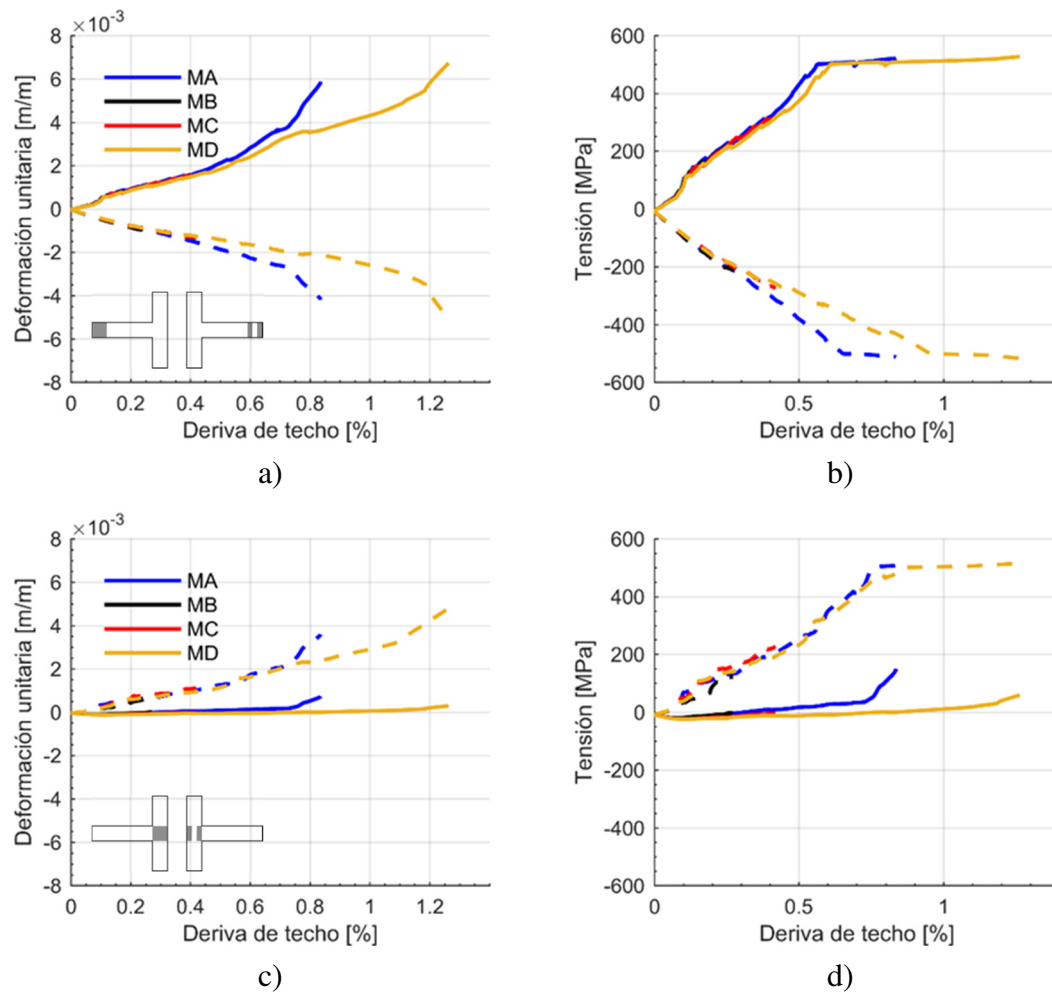 ×10⁻³
8
6
4
2
0
-2
-4
-6
-8
Deformación unitaria [m/m]
MA
MB
MC
MD
0 0.2 0.4 0.6 0.8 1 1.2
Deriva de techo [%]
a)
600
400
200
0
-200
-400
-600
Tensión [MPa]
0 0.5 1
Deriva de techo [%]
b)
×10⁻³
8
6
4
2
0
-2
-4
-6
-8
Deformación unitaria [m/m]
MA
MB
MC
MD
0 0.2 0.4 0.6 0.8 1 1.2
Deriva de techo [%]
c)
600
400
200
0
-200
-400
-600
Tensión [MPa]
0 0.5 1
Deriva de techo [%]
d)